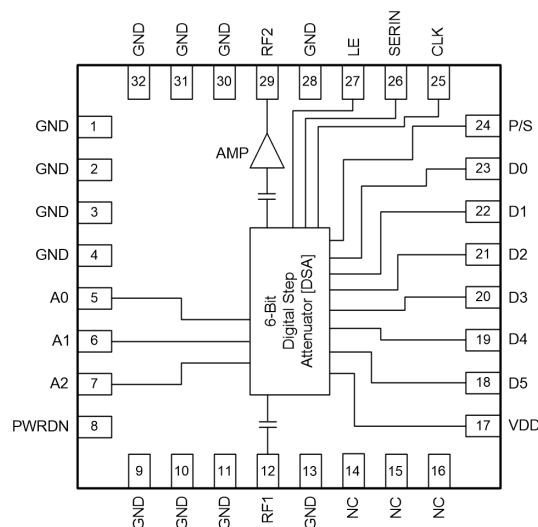 GND GND GND RF2 GND LE SERIN CLK
32 31 30 29 28 27 26 25
GND 1
GND 2
GND 3
GND 4
A0 5
A1 6
A2 7
PWRDN 8
AMP
6-Bit
Digital Step
Attenuator [DSA]
24 P/S
23 D0
22 D1
21 D2
20 D3
19 D4
18 D5
17 VDD
9 10 11 12 13 14 15 16
GND GND GND RF1 GND NC NC NC